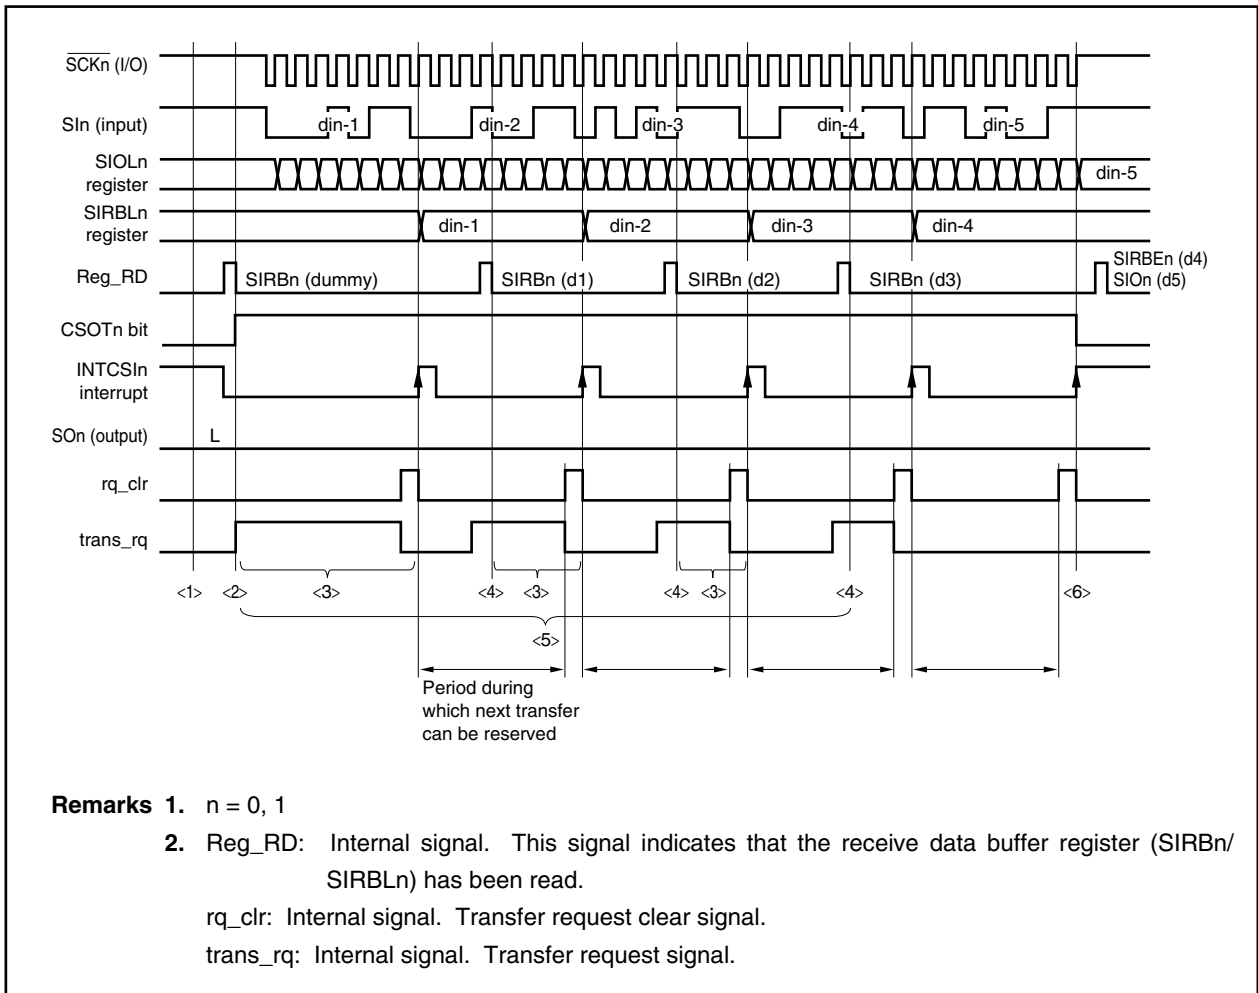 SCKn (I/O)
SIn (input)
din-1
din-2
din-3
din-4
din-5
SIOLn
register
din-5
SIRBLn
register
din-1
din-2
din-3
din-4
Reg_RD
SIRBn (dummy)
SIRBn (d1)
SIRBn (d2)
SIRBn (d3)
SIRBEn (d4)
SIOn (d5)
CSOTn bit
INTCSIn
interrupt
SOn (output)
L
rq_clr
trans_rq
<1>
<2>
<3>
<4>
<3>
<4>
<3>
<4>
<6>
<5>
Period during
which next transfer
can be reserved
Remarks 1. n = 0, 1
2. Reg_RD: Internal signal. This signal indicates that the receive data buffer register (SIRBn/
SIRBLn) has been read.
rq_clr: Internal signal. Transfer request clear signal.
trans_rq: Internal signal. Transfer request signal.